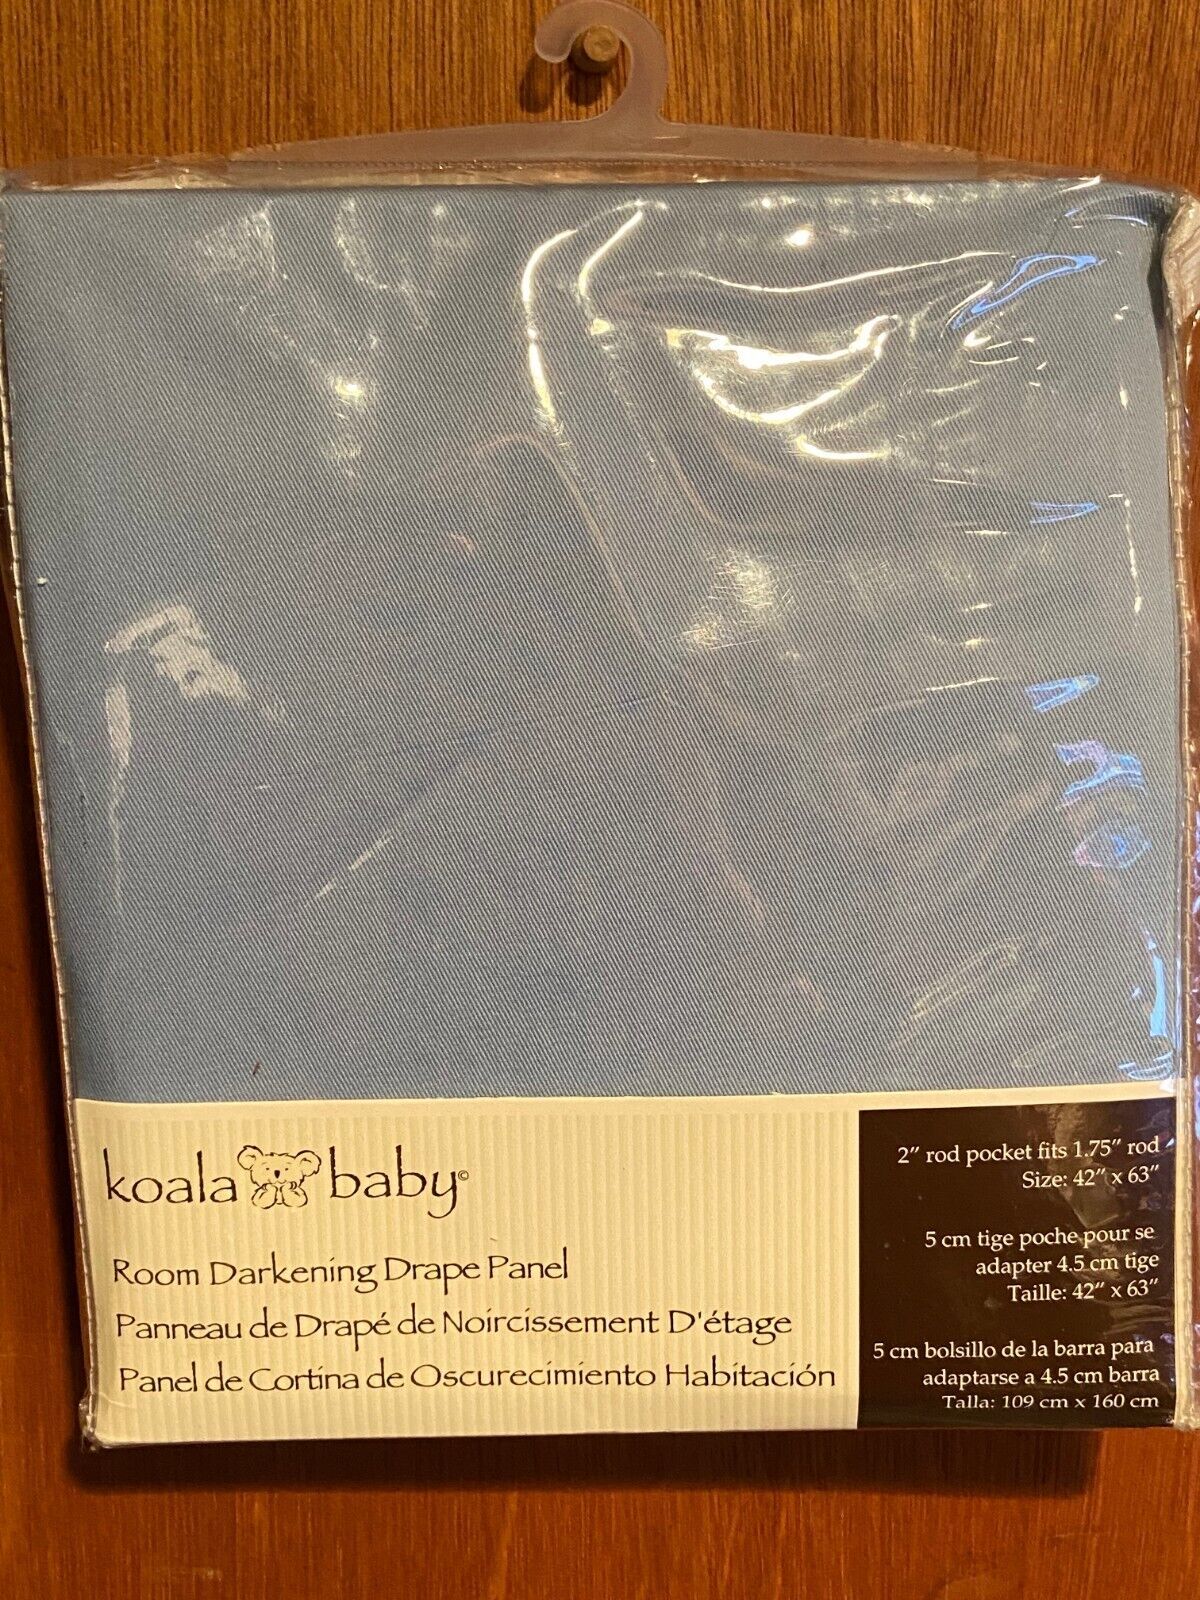 koala baby©
Room Darkening Drape Panel
Panneau de Drapé de Noircissement D'étage
Panel de Cortina de Oscurecimiento Habitación
2" rod pocket fits 1.75" rod
Size: 42" x 63"
5 cm tige poche pour se
adapter 4.5 cm tige
Taille: 42" x 63"
5 cm bolsillo de la barra para
adaptarse a 4.5 cm barra
Talla: 109 cm x 160 cm